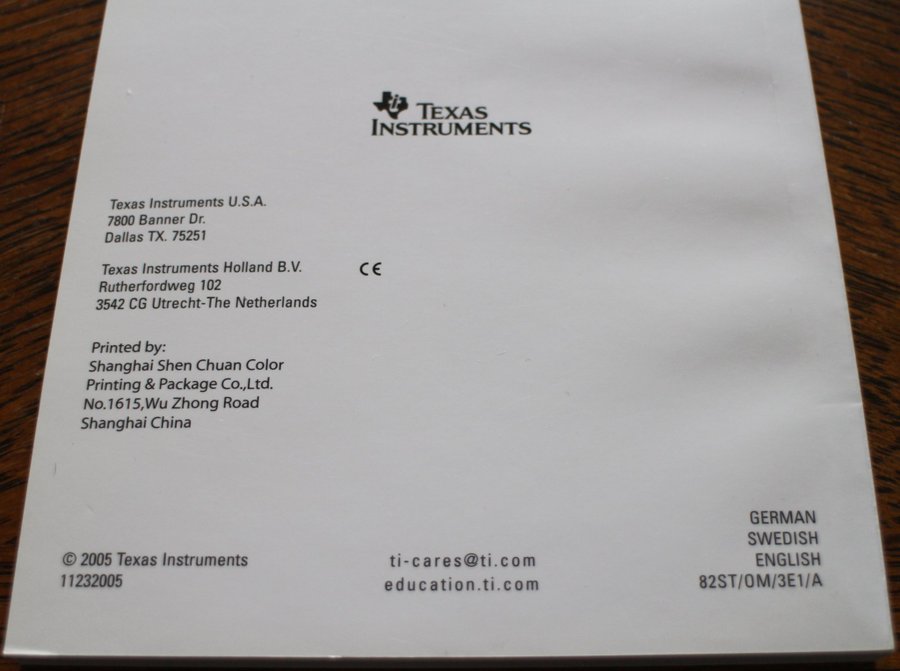 TEXAS
INSTRUMENTS
Texas Instruments U.S.A.
7800 Banner Dr.
Dallas TX. 75251
Texas Instruments Holland B.V.
CE
Rutherfordweg 102
3542 CG Utrecht-The Netherlands
Printed by:
Shanghai Shen Chuan Color
Printing & Package Co.,Ltd.
No.1615,Wu Zhong Road
Shanghai China
© 2005 Texas Instruments
11232005
ti-cares@ti.com
education.ti.com
GERMAN
SWEDISH
ENGLISH
82ST/OM/3E1/A